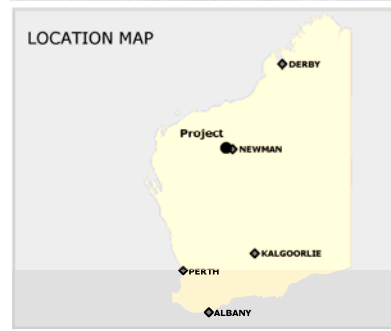 LOCATION MAP
DERBY
Project
NEWMAN
KALGOORLIE
PERTH
ALBANY